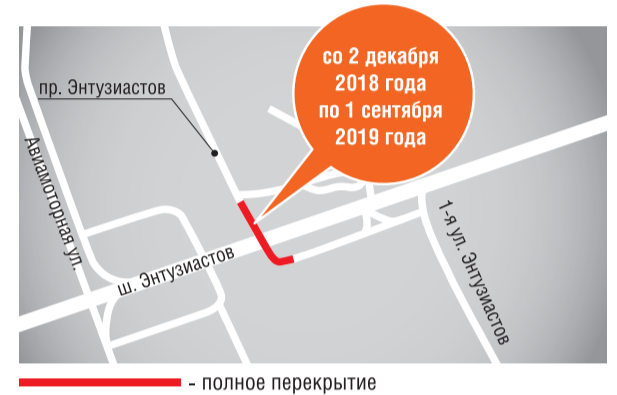 со 2 декабря
2018 года
по 1 сентября
2019 года
пр. Энтузиастов
Авиамоторная ул.
ш. Энтузиастов
1-я ул. Энтузиастов
- полное перекрытие